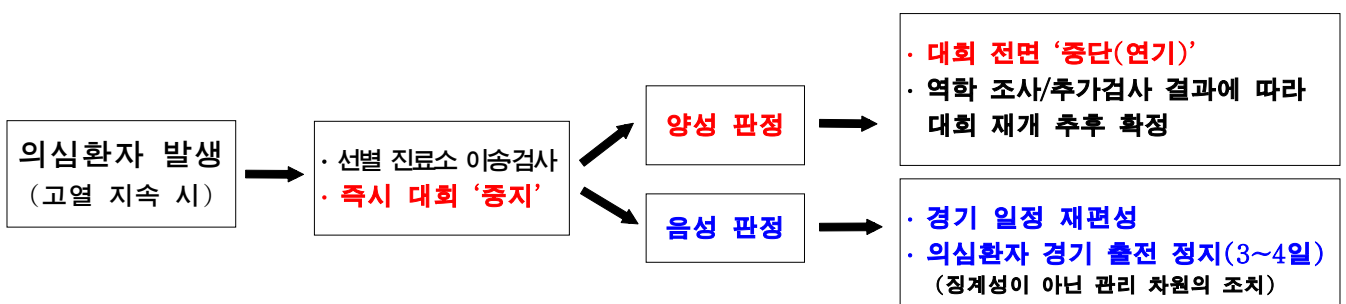 의심환자 발생
(고열 지속 시)
· 선별 진료소 이송검사
· 즉시 대회 ‘중지’
양성 판정
· 대회 전면 ‘중단(연기)’
· 역학 조사/추가검사 결과에 따라
대회 재개 추후 확정
음성 판정
· 경기 일정 재편성
· 의심환자 경기 출전 정지(3~4일)
(징계성이 아닌 관리 차원의 조치)